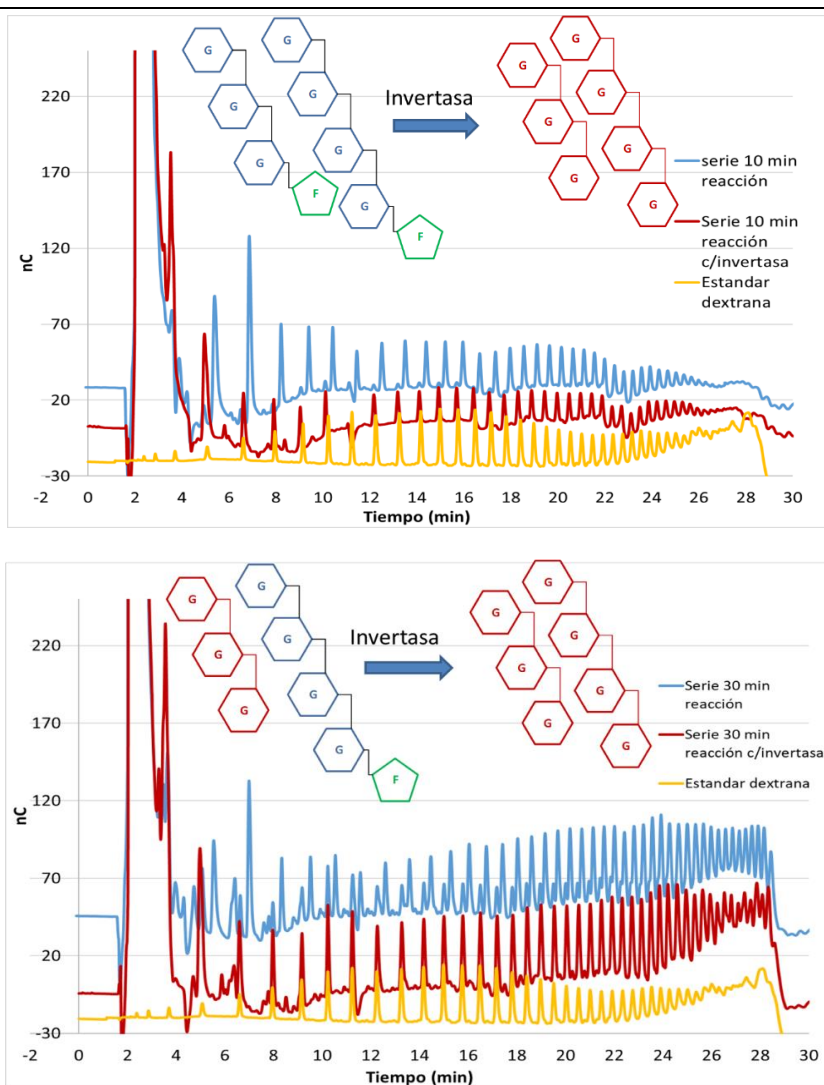 220
170
120
70
20
-30
nC
-2 0 2 4 6 8 10 12 14 16 18 20 22 24 26 28 30
Tiempo (min)
G G G F
G G G G F
Invertasa
G G G
G G G G
serie 10 min
reacción
Serie 10 min
reacción
c/invertasa
Estandar
dextrana
220
170
120
70
20
-30
nC
-2 0 2 4 6 8 10 12 14 16 18 20 22 24 26 28 30
Tiempo (min)
G G G
G G G G F
Invertasa
G G G
G G G G
Serie 30 min
reacción
Serie 30 min
reacción c/invertasa
Estandar dextrana